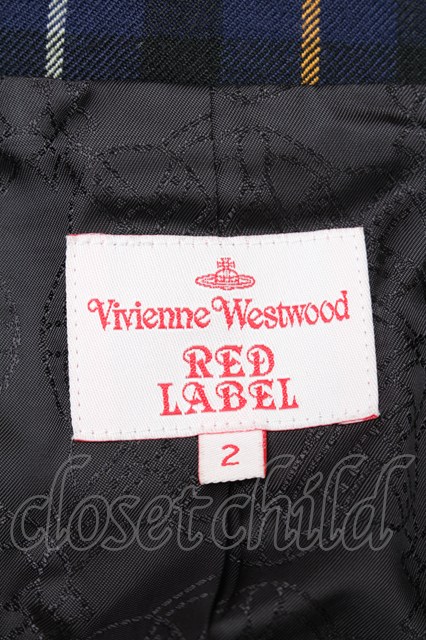 Vivienne Westwood
RED
LABEL
2
closetchild